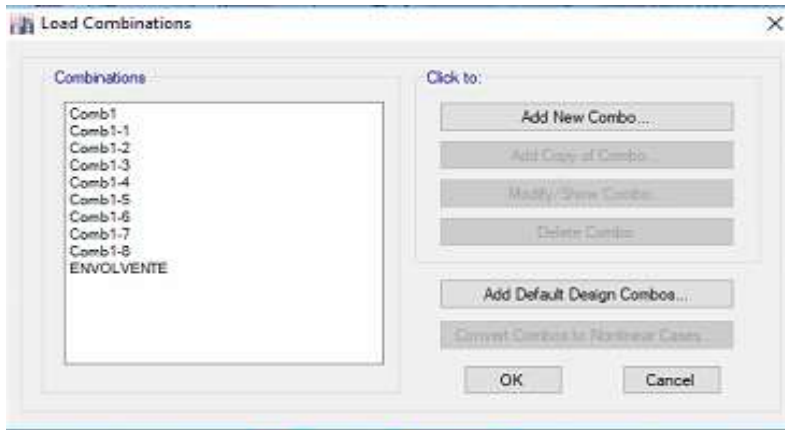 Load Combinations
Combinations
Comb1
Comb1-1
Comb1-2
Comb1-3
Comb1-4
Comb1-5
Comb1-6
Comb1-7
Comb1-8
ENVOLVENTE
Click to:
Add New Combo...
Add Copy of Combo...
Modify/Show Combo...
Delete Combo
Add Default Design Combos...
Convert Combos to Nonlinear Cases...
OK
Cancel